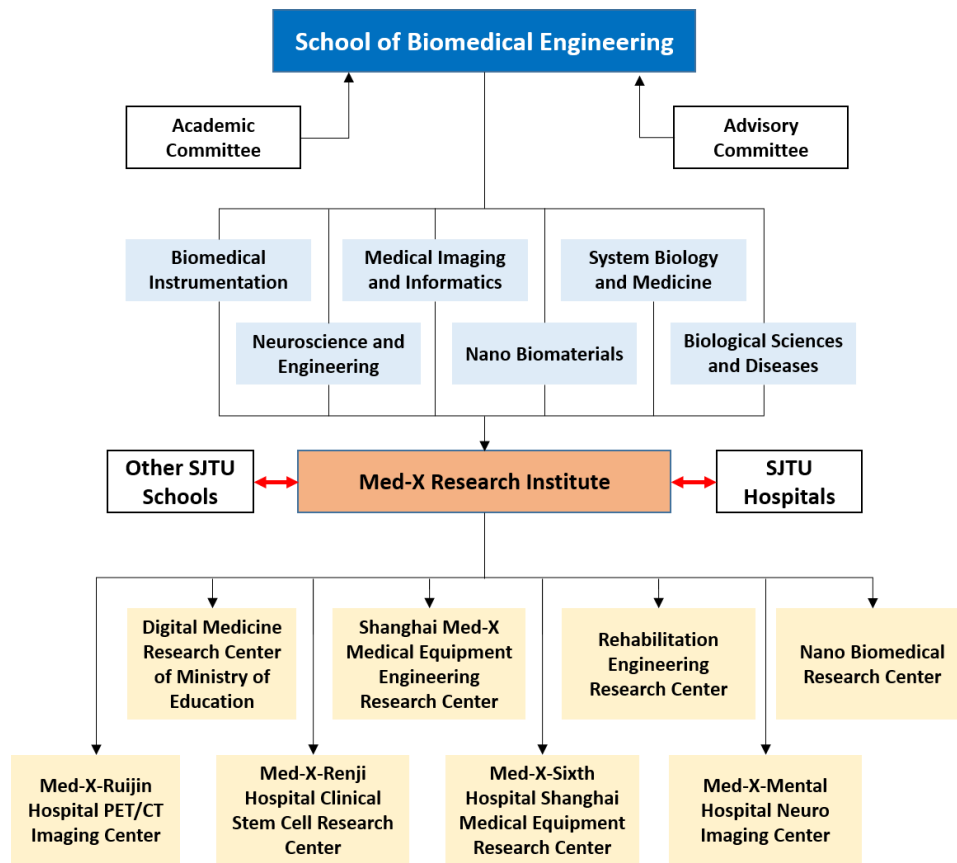 School of Biomedical Engineering
Academic
Committee
Advisory
Committee
Biomedical
Instrumentation
Medical Imaging
and Informatics
System Biology
and Medicine
Neuroscience and
Engineering
Nano Biomaterials
Biological Sciences
and Diseases
Other SJTU
Schools
Med-X Research Institute
SJTU
Hospitals
Digital Medicine
Research Center
of Ministry of
Education
Shanghai Med-X
Medical Equipment
Engineering
Research Center
Rehabilitation
Engineering
Research Center
Nano Biomedical
Research Center
Med-X-Ruijin
Hospital PET/CT
Imaging Center
Med-X-Renji
Hospital Clinical
Stem Cell Research
Center
Med-X-Sixth
Hospital Shanghai
Medical Equipment
Research Center
Med-X-Mental
Hospital Neuro
Imaging Center